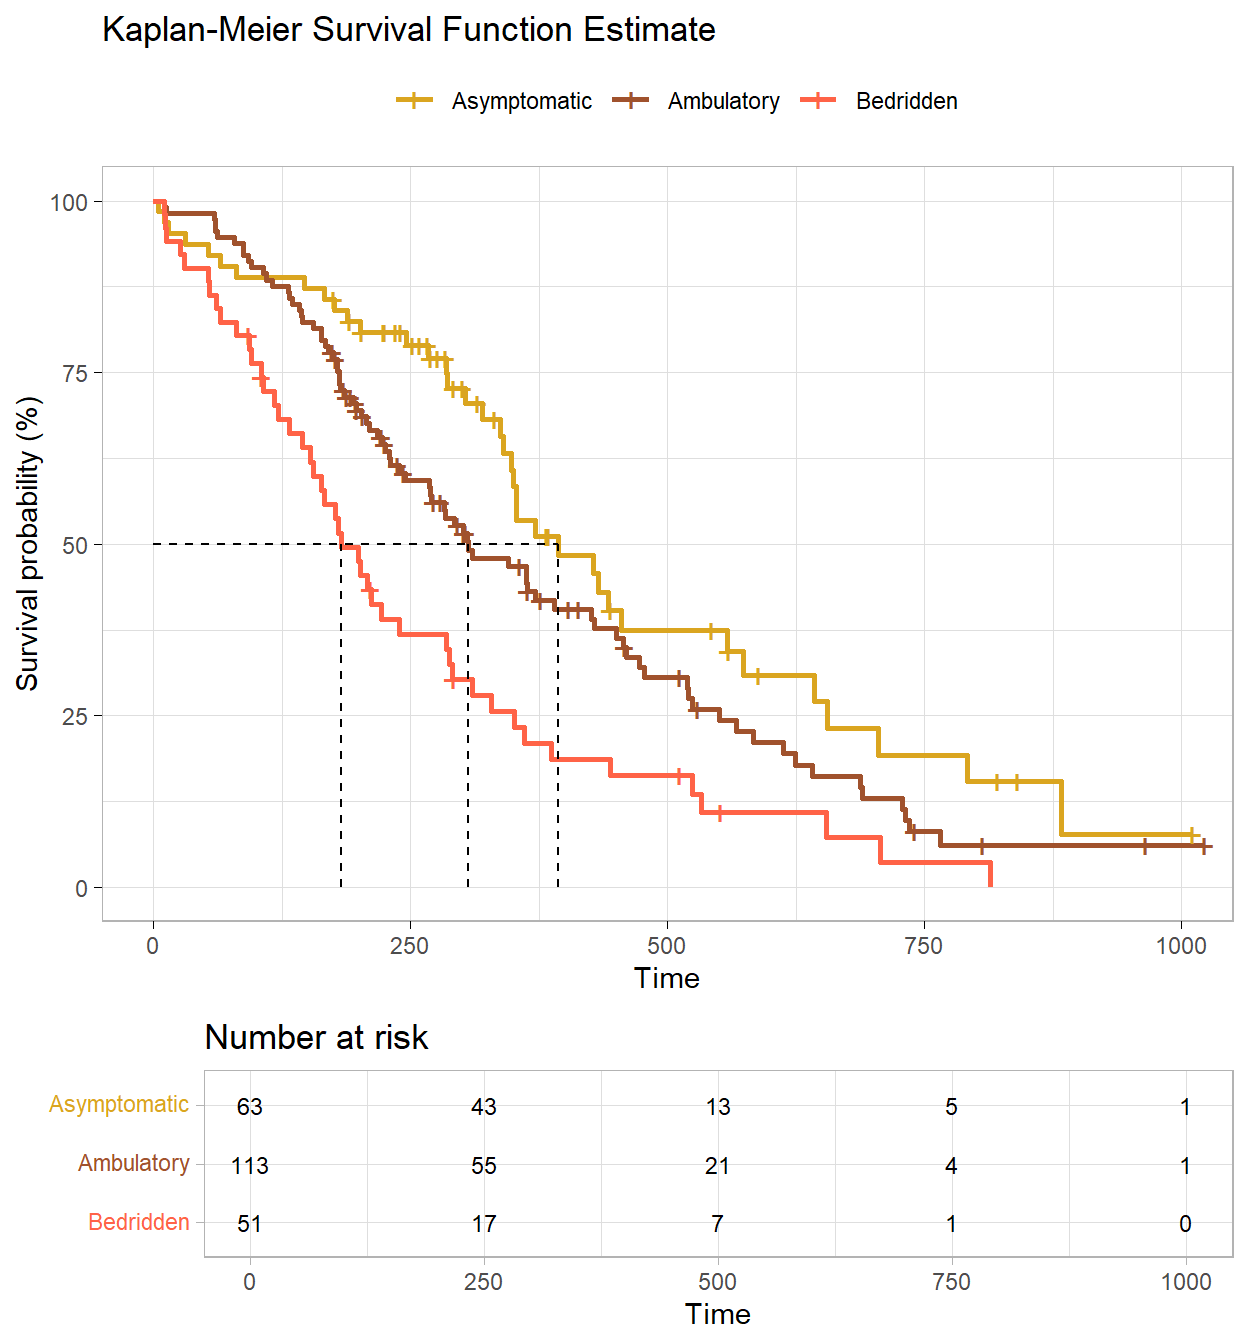 Kaplan-Meier Survival Function Estimate
Asymptomatic Ambulatory Bedridden
Survival probability (%)
100
75
50
25
0
0 250 500 750 1000
Time
Number at risk
Asymptomatic 63 43 13 5 1
Ambulatory 113 55 21 4 1
Bedridden 51 17 7 1 0
0 250 500 750 1000
Time